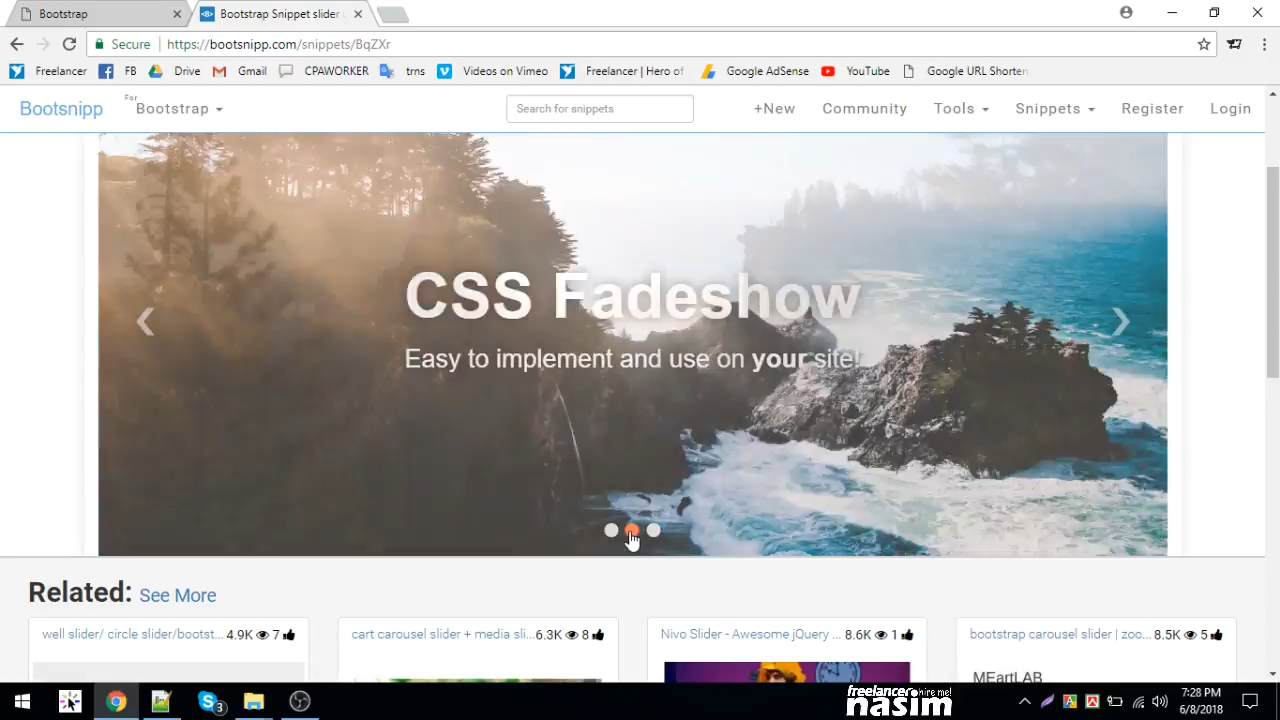 Bootstrap
Bootstrap Snippet slider
Secure
https://bootsnipp.com/snippets/BqZXr
Freelancer
FB
Drive
Gmail
CPAWORKER
trns
Videos on Vimeo
Freelancer | Hero of
Google AdSense
YouTube
Google URL Shorten
Bootsnipp
For
Bootstrap
Search for snippets
+New
Community
Tools
Snippets
Register
Login
CSS Fadeshow
Easy to implement and use on your site!
Related: See More
well slider/ circle slider/bootst... 4.9K 7
cart carousel slider + media sli... 6.3K 8
Nivo Slider - Awesome jQuery ... 8.6K 1
bootstrap carousel slider | zoo... 8.5K 5
MEartLAB
3
freelancer hire me!
nasim
7:28 PM
6/8/2018